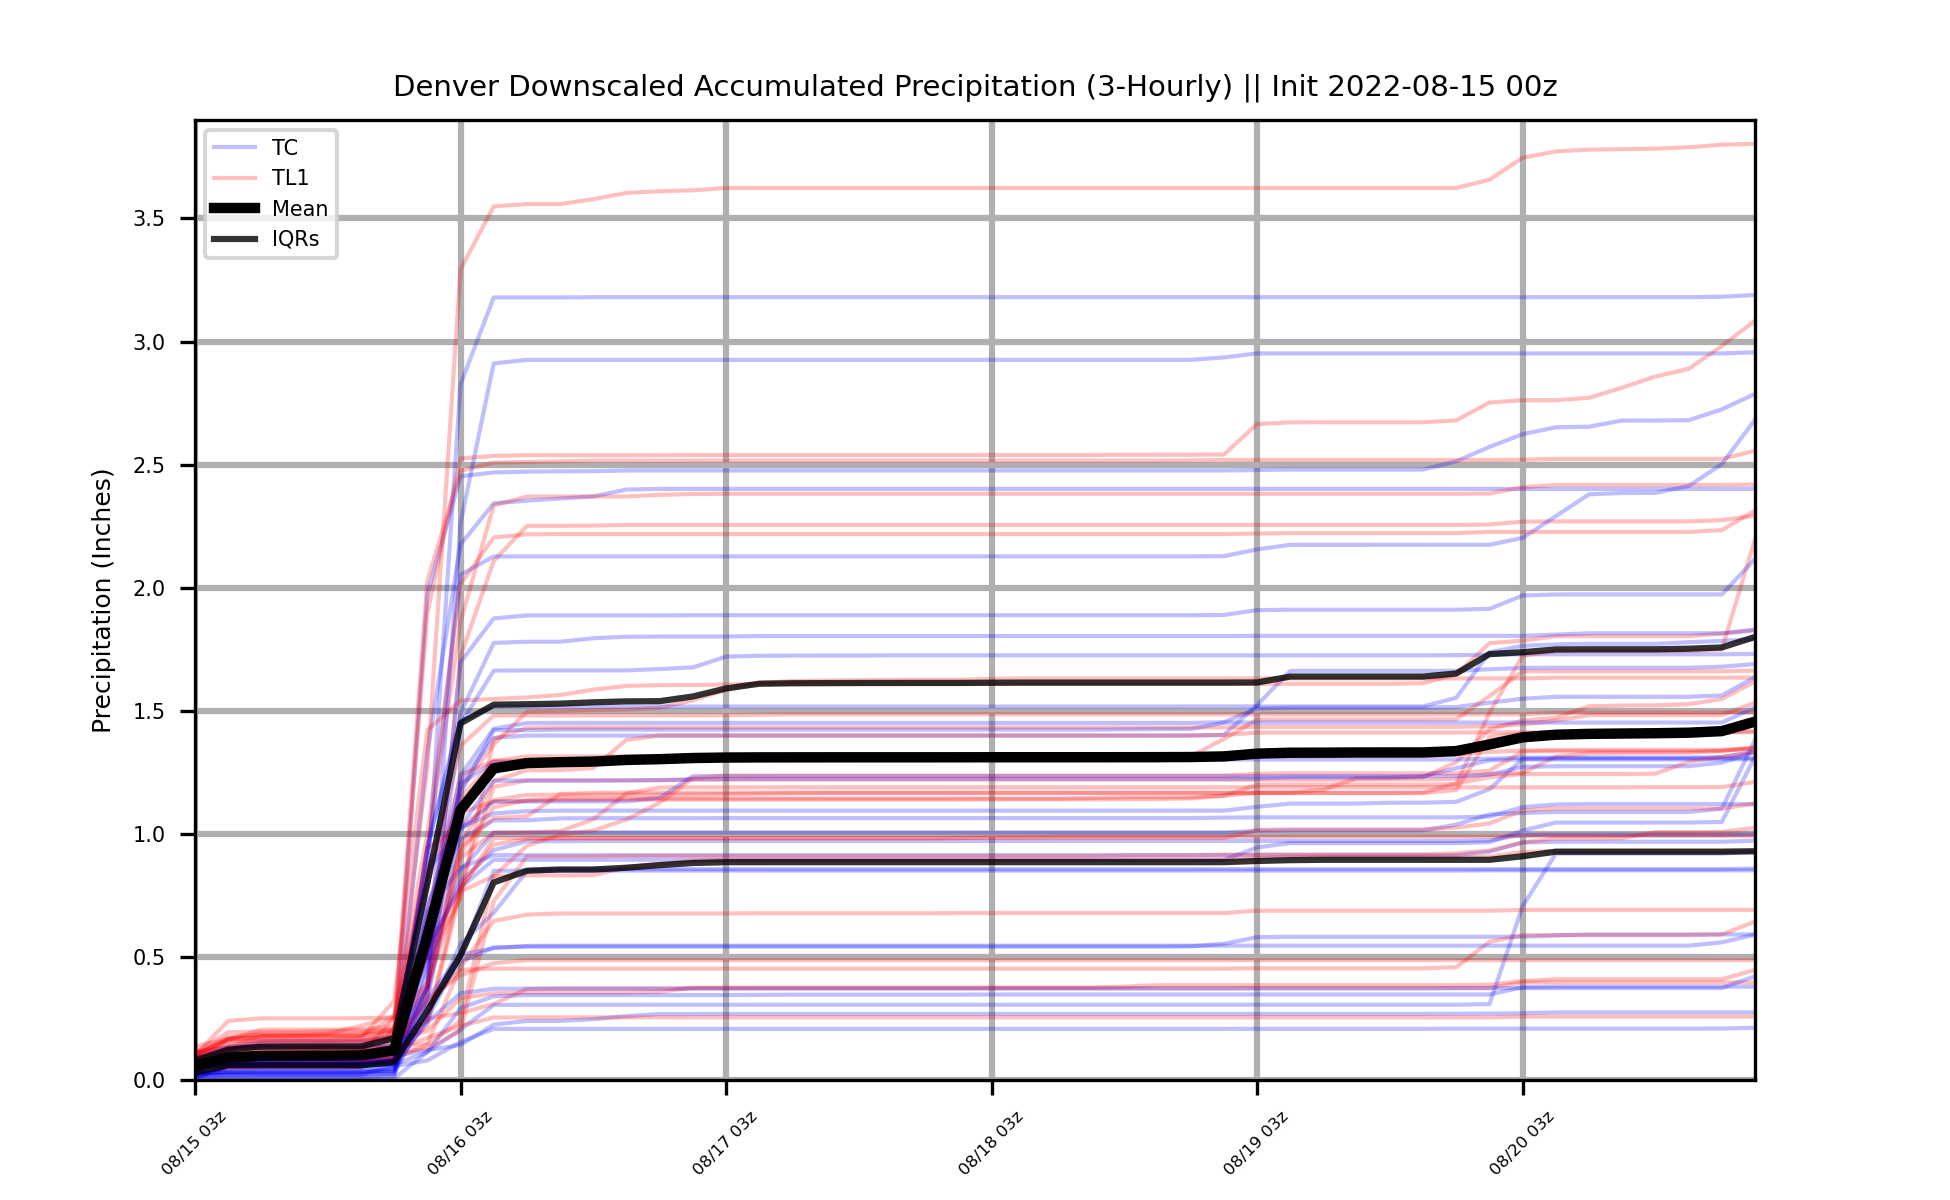 Denver Downscaled Accumulated Precipitation (3-Hourly) || Init 2022-08-15 00z
TC
TL1
Mean
IQRs
Precipitation (Inches)
3.5
3.0
2.5
2.0
1.5
1.0
0.5
0.0
08/15 03z
08/16 03z
08/17 03z
08/18 03z
08/19 03z
08/20 03z